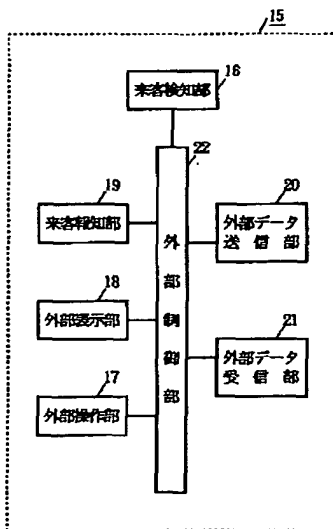 15
16
来客検知部
22
19
来客報知部
20
外部データ
送信部
外部制御部
18
外部表示部
21
外部データ
受信部
17
外部操作部